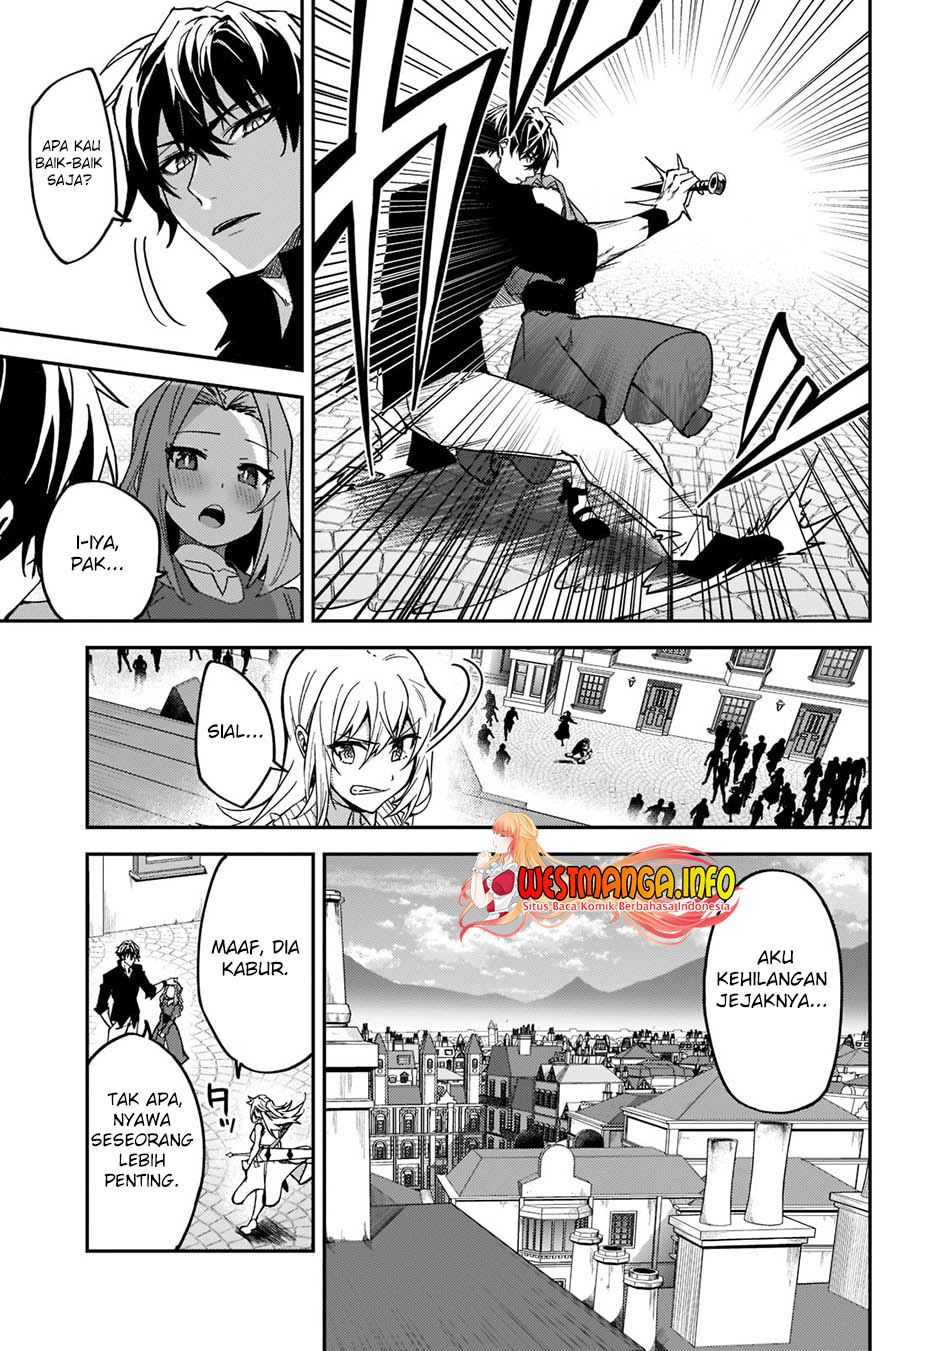 APA KAU
BAIK-BAIK
SAJA?
I-IYA,
PAK...
SIAL...
AKU
KEHILANGAN
JEJAKNYA...
WESTMANGA.INFO
Situs Baca Komik Berbahasa Indonesia
MAAF, DIA
KABUR.
TAK APA,
NYAWA
SESEORANG
LEBIH
PENTING.